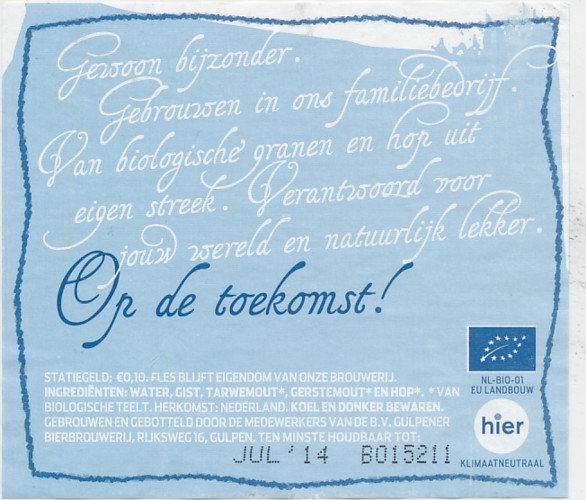 Gewoon bijzonder.
Gebrouwen in ons familiebedrijf.
Van biologische granen en hop uit
eigen streek. Verantwoord voor
jouw wereld en natuurlijk lekker.
Op de toekomst!
STATIEGELD: €0,10. FLES BLIJFT EIGENDOM VAN ONZE BROUWERIJ.
INGREDIËNTEN: WATER, GIST, TARWEMOUT*, GERSTEMOUT* EN HOP*. *VAN
BIOLOGISCHE TEELT. HERKOMST: NEDERLAND. KOEL EN DONKER BEWAREN.
GEBROUWEN EN GEBOTTELD DOOR DE MEDEWERKERS VAN DE B.V. GULPENER
BIERBROUWERIJ, RIJKSWEG 16, GULPEN. TEN MINSTE HOUDBAAR TOT:
JUL '14 B015211
NL-BIO-01
EU LANDBOUW
hier
KLIMAATNEUTRAAL